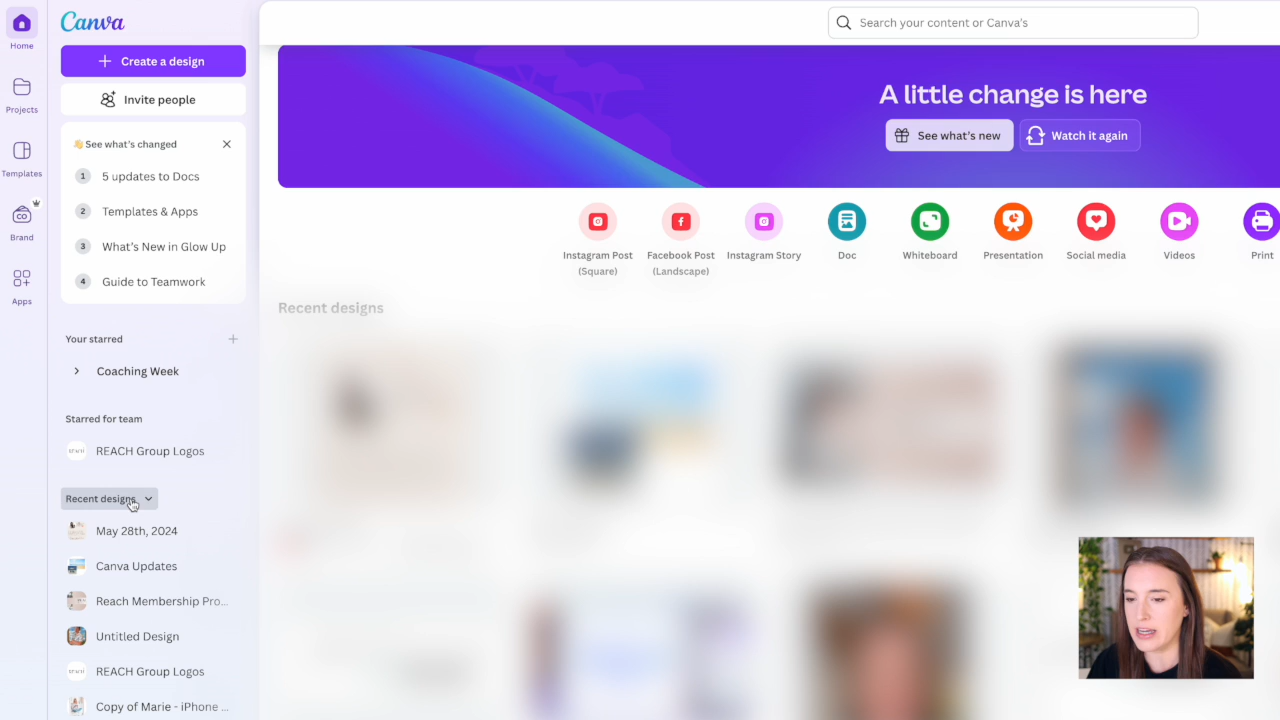 Home
Projects
Templates
Brand
Apps
Canva
Create a design
Invite people
👋 See what's changed
1 5 updates to Docs
2 Templates & Apps
3 What's New in Glow Up
4 Guide to Teamwork
Your starred
Coaching Week
Starred for team
REACH Group Logos
Recent designs
May 28th, 2024
Canva Updates
Reach Membership Pro...
Untitled Design
REACH Group Logos
Copy of Marie - iPhone ...
Search your content or Canva's
A little change is here
See what's new
Watch it again
Instagram Post
(Square)
Facebook Post
(Landscape)
Instagram Story
Doc
Whiteboard
Presentation
Social media
Videos
Print
Recent designs